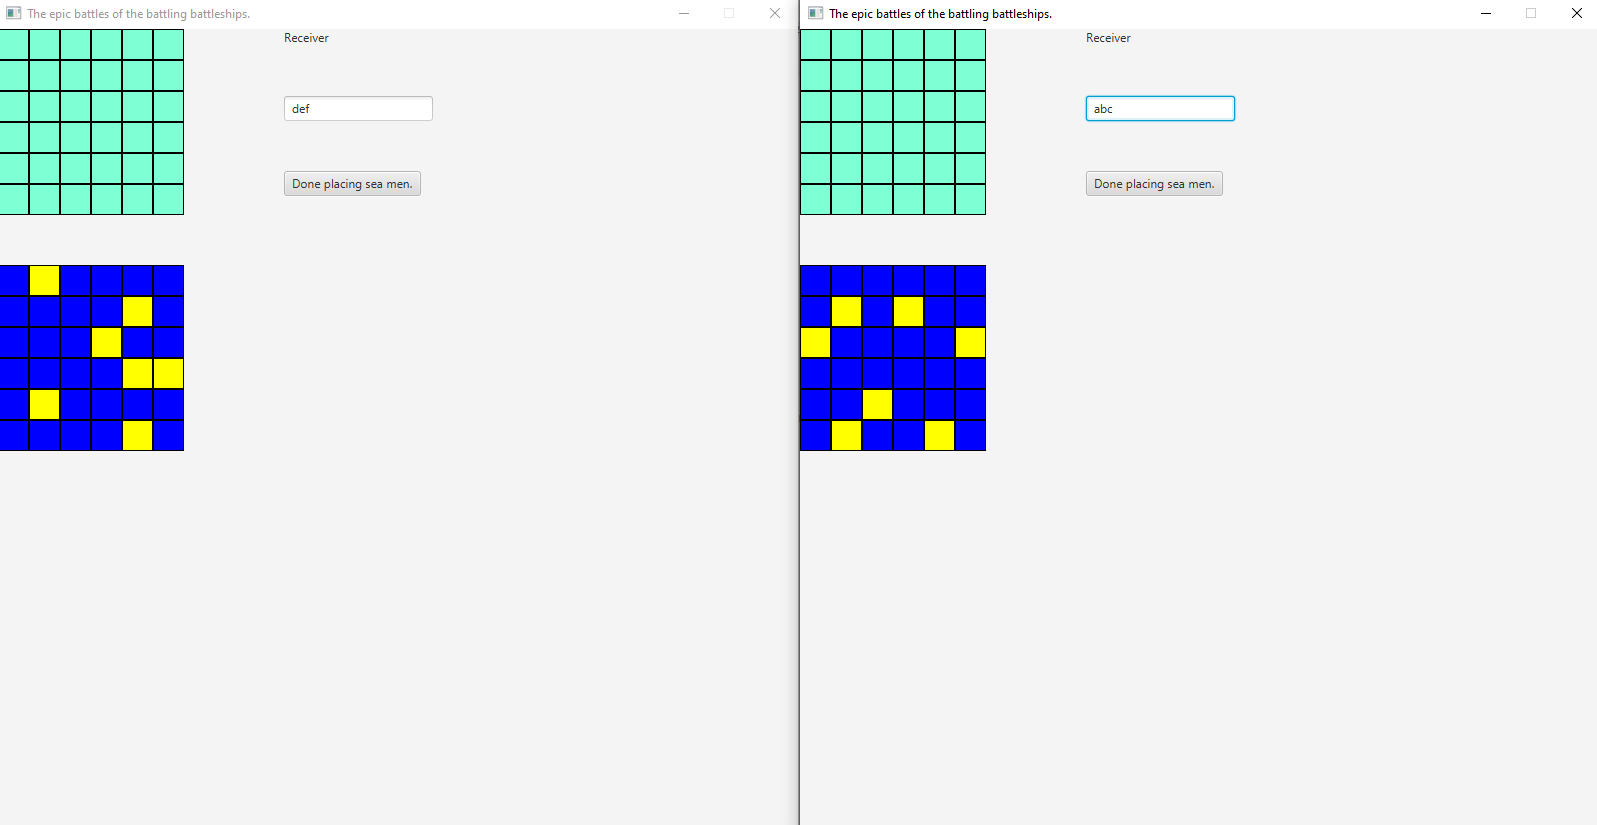 The epic battles of the battling battleships.
Receiver
def
Done placing sea men.
The epic battles of the battling battleships.
Receiver
abc
Done placing sea men.